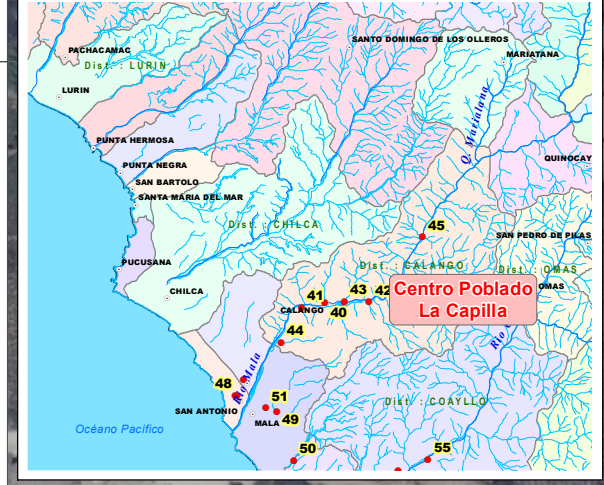 SANTO DOMINGO DE LOS OLLEROS
PACHACAMAC
MARIATANA
Dist. : LURIN
LURIN
Q. Mariatana
PUNTA HERMOSA
QUINOCAY
PUNTA NEGRA
SAN BARTOLO
SANTA MARIA DEL MAR
Dist. : CHILCA
45
SAN PEDRO DE PILAS
PUCUSANA
Dist. : CALANGO
Dist. : OMAS
CHILCA
41
43
42
Centro Poblado
La Capilla
OMAS
CALANGO
40
44
Rio
Rio Mala
48
51
Dist. : COAYLLO
SAN ANTONIO
49
MALA
Océano Pacífico
50
55